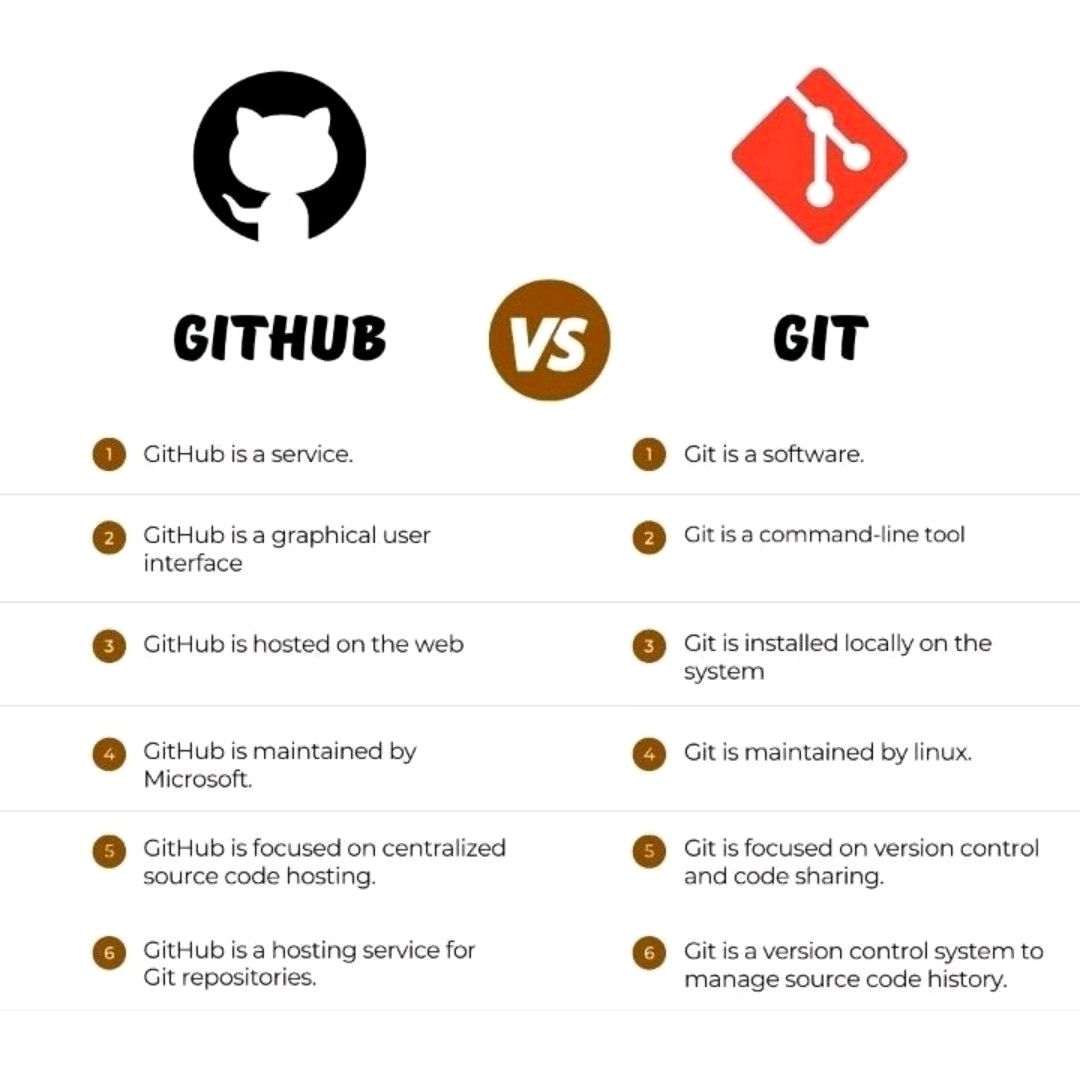 GITHUB
VS
GIT
1 GitHub is a service.
1 Git is a software.
2 GitHub is a graphical user
interface
2 Git is a command-line tool
3 GitHub is hosted on the web
3 Git is installed locally on the
system
4 GitHub is maintained by
Microsoft.
4 Git is maintained by linux.
5 GitHub is focused on centralized
source code hosting.
5 Git is focused on version control
and code sharing.
6 GitHub is a hosting service for
Git repositories.
6 Git is a version control system to
manage source code history.